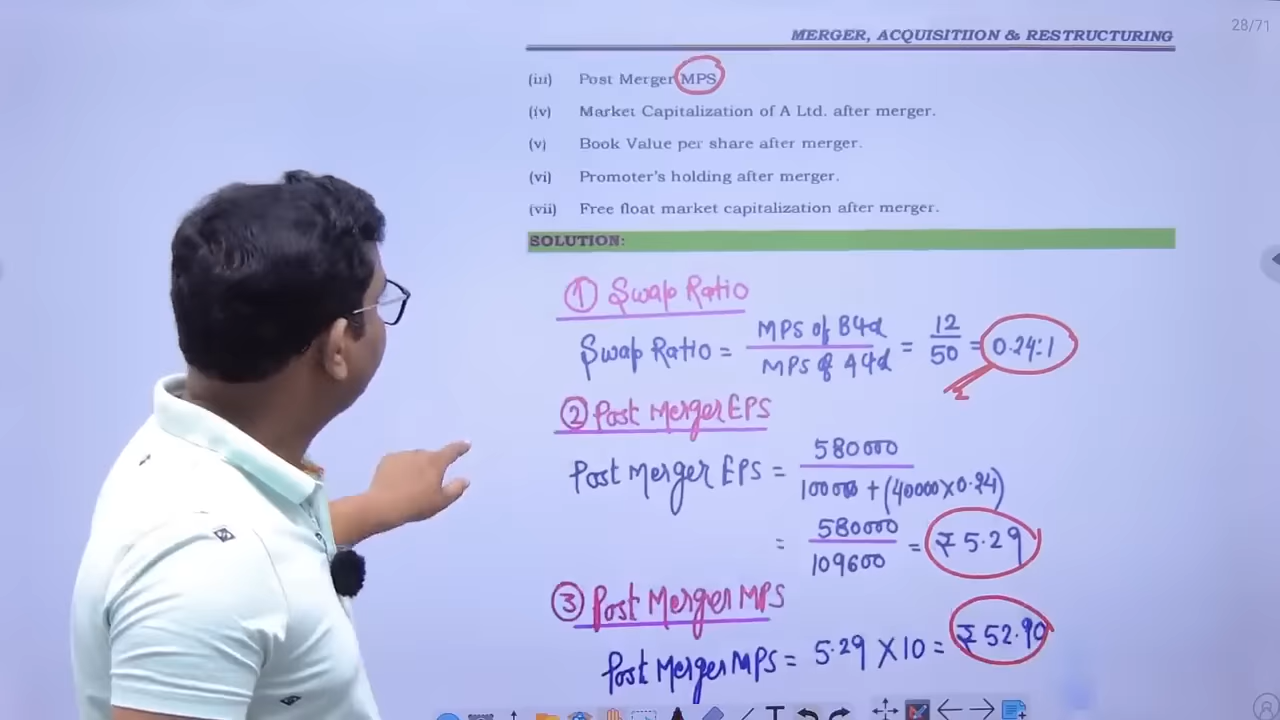 28/71
MERGER, ACQUISITIION & RESTRUCTURING
(iii) Post Merger MPS
(iv) Market Capitalization of A Ltd. after merger.
(v) Book Value per share after merger.
(vi) Promoter's holding after merger.
(vii) Free float market capitalization after merger.
SOLUTION:
① Swap Ratio
Swap Ratio = MPS of B Ltd / MPS of A Ltd = 12 / 50 = 0.24:1
② Post Merger EPS
Post Merger EPS = 580000 / 100000 + (40000 × 0.24)
= 580000 / 109600 = ₹ 5.29
③ Post Merger MPS
Post Merger MPS = 5.29 × 10 = ₹ 52.90